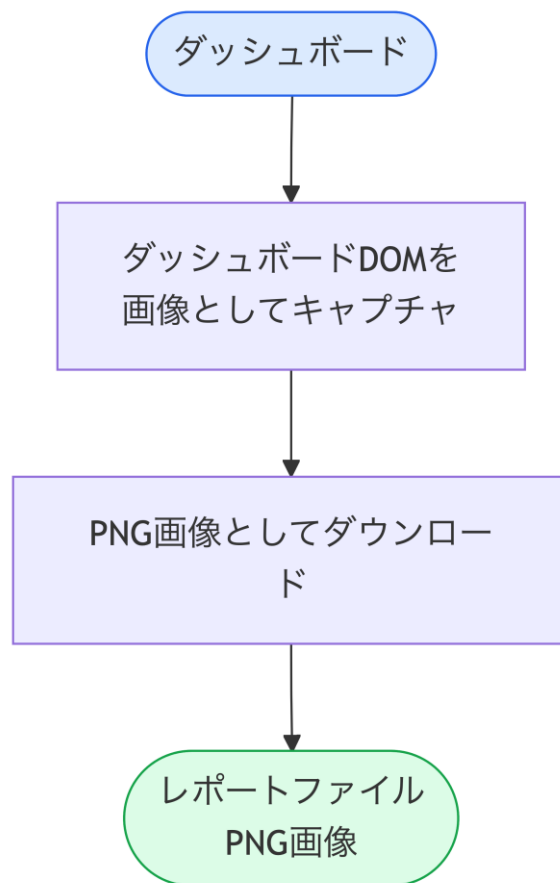 ダッシュボード
ダッシュボードDOMを
画像としてキャプチャ
PNG画像としてダウンロー
ド
レポートファイル
PNG画像